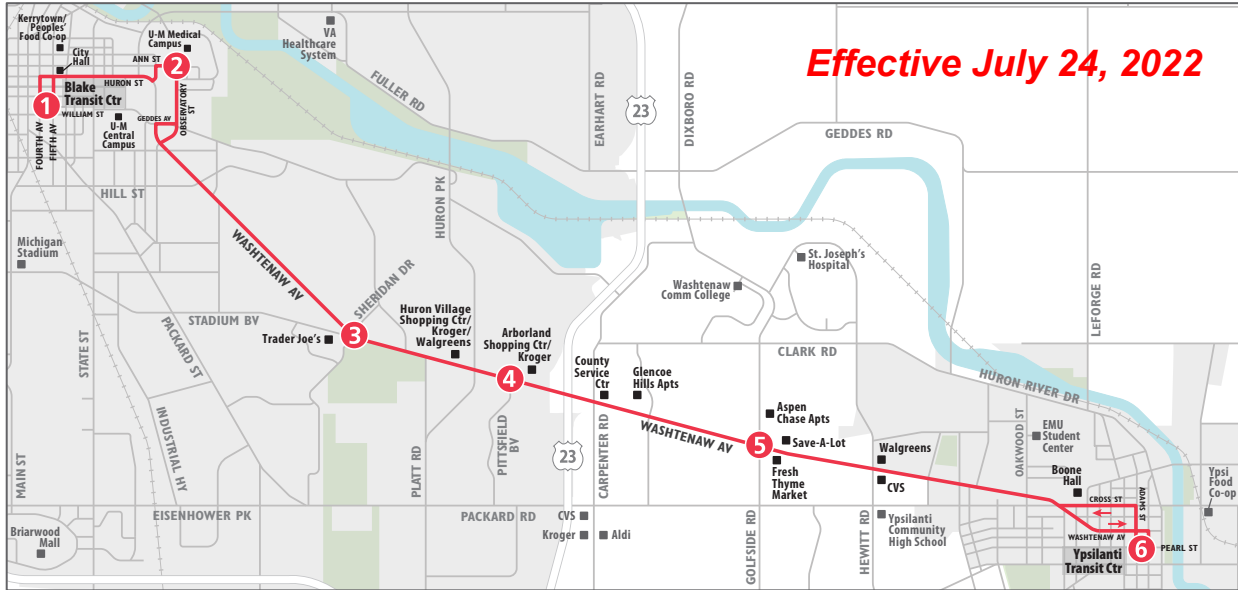 Kerrytown/
Peoples'
Food Co-op
City
Hall
U-M Medical
Campus
ANN ST
2
HURON ST
1
Blake
Transit Ctr
WILLIAM ST
FOURTH AV
FIFTH AV
U-M
Central
Campus
GEDDES AV
OBSERVATORY
ST
VA
Healthcare
System
FULLER RD
EARHART RD
23
DIXBORO RD
Effective July 24, 2022
GEDDES RD
HILL ST
HURON PK
Michigan
Stadium
WASHTENAW AV
SHERIDAN DR
STADIUM BV
STATE ST
PACKARD ST
Trader Joe's
3
Huron Village
Shopping Ctr/
Kroger/
Walgreens
Arborland
Shopping Ctr/
Kroger
4
County
Service
Ctr
Glencoe
Hills Apts
Washtenaw
Comm College
St. Joseph's
Hospital
CLARK RD
LEFORGE RD
HURON RIVER DR
INDUSTRIAL HY
MAIN ST
PLATT RD
PITTSFIELD
BV
23
CARPENTER RD
WASHTENAW AV
5
Aspen
Chase Apts
Save-A-Lot
Fresh
Thyme
Market
Walgreens
CVS
OAKWOOD ST
EMU
Student
Center
Boone
Hall
Ypsi
Food
Co-op
CROSS ST
ADAMS ST
WASHTENAW AV
6
PEARL ST
Ypsilanti
Transit Ctr
EISENHOWER PK
PACKARD RD
Briarwood
Mall
CVS
Kroger
Aldi
GOLFSIDE RD
HEWITT RD
Ypsilanti
Community
High School